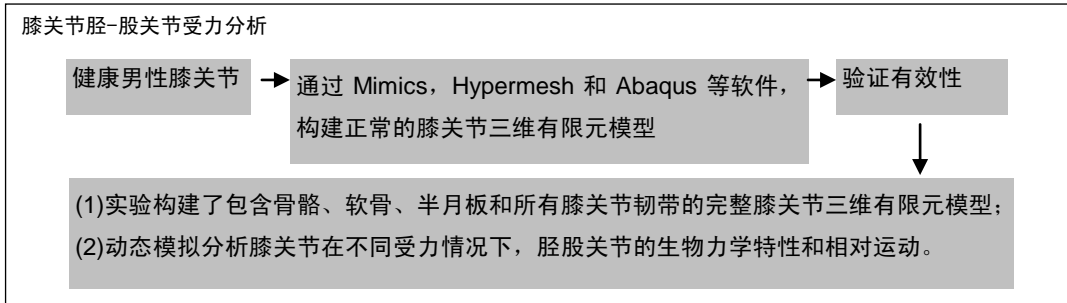 膝关节胫-股关节受力分析
健康男性膝关节
通过 Mimics，Hypermesh 和 Abaqus 等软件，
构建正常的膝关节三维有限元模型
验证有效性
(1)实验构建了包含骨骼、软骨、半月板和所有膝关节韧带的完整膝关节三维有限元模型；
(2)动态模拟分析膝关节在不同受力情况下，胫股关节的生物力学特性和相对运动。